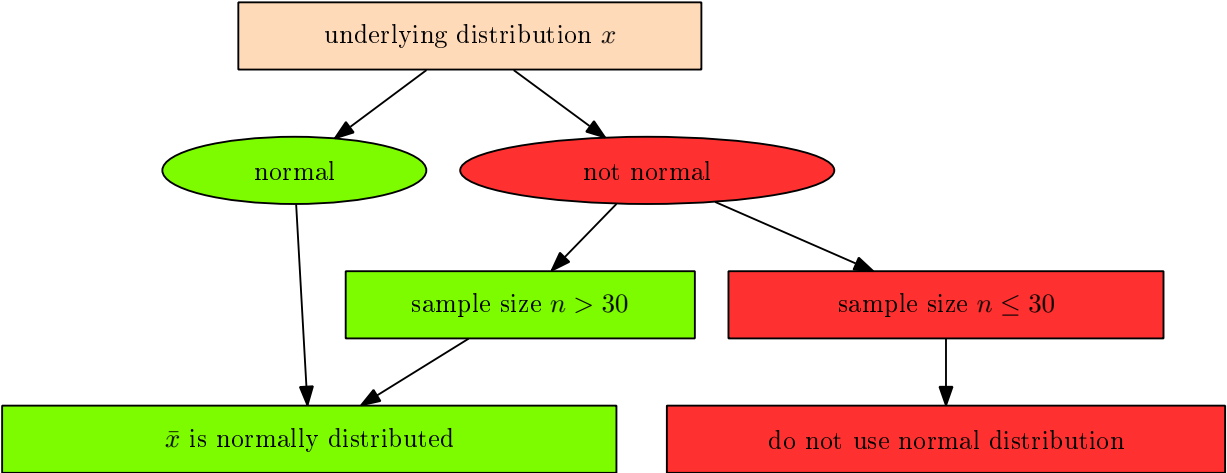 underlying distribution x
normal
not normal
sample size n > 30
sample size n ≤ 30
x̄ is normally distributed
do not use normal distribution